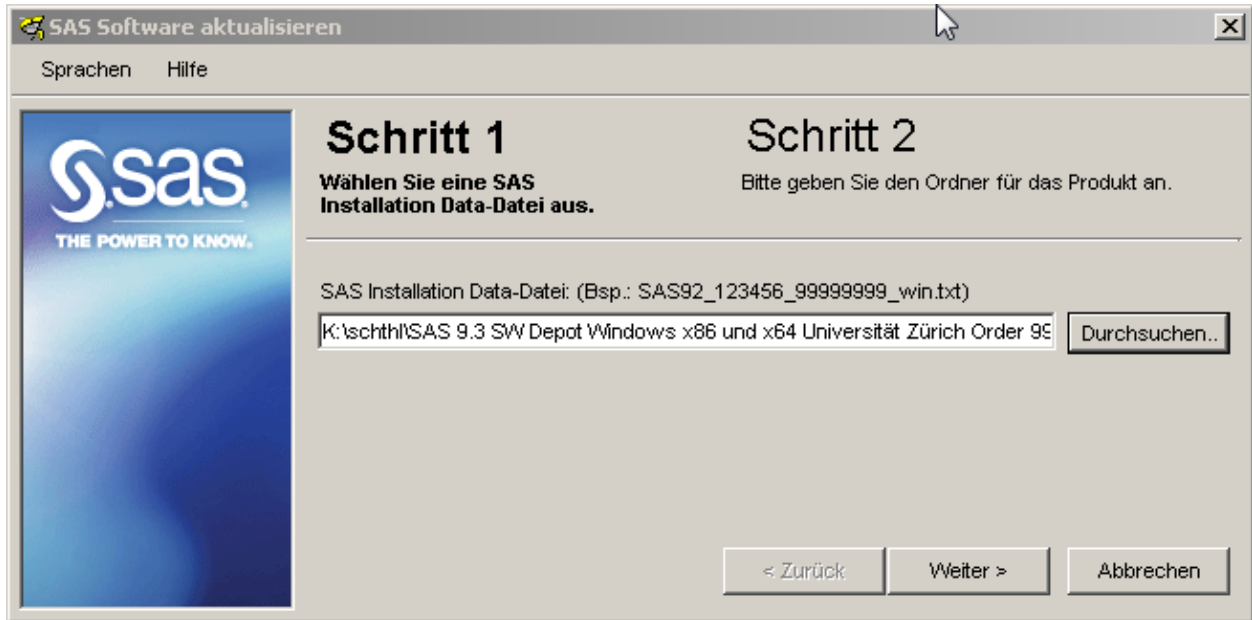 SAS Software aktualisieren
Sprachen Hilfe
sas
THE POWER TO KNOW.
Schritt 1
Wählen Sie eine SAS
Installation Data-Datei aus.
Schritt 2
Bitte geben Sie den Ordner für das Produkt an.
SAS Installation Data-Datei: (Bsp.: SAS92_123456_99999999_win.txt)
K:\schthl\SAS 9.3 SW Depot Windows x86 und x64 Universität Zürich Order 99
Durchsuchen..
< Zurück Weiter > Abbrechen